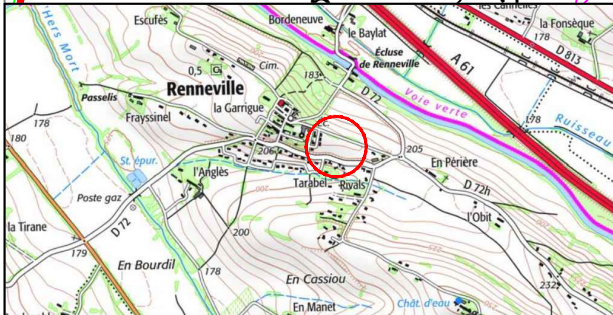 les Cannelles
Escufés
Bordeneuve
le Baylat
la Fonsèque
178
D 813
Hers Mort
Écluse
de Renneville
A 61
0,5
Cim.
183
Renneville
D 72
Voie verte
Passelis
la Garrigue
Frayssinel
178
178
Ruisseau
180
206
205
St. épur.
l'Anglès
En Périère
Tarabel
Rivals
D 72h
Poste gaz
200
l'Obit
la Tirane
D 72
200
179
En Bourdil
178
En Cassiou
225
232
Chât. d'eau
En Manet